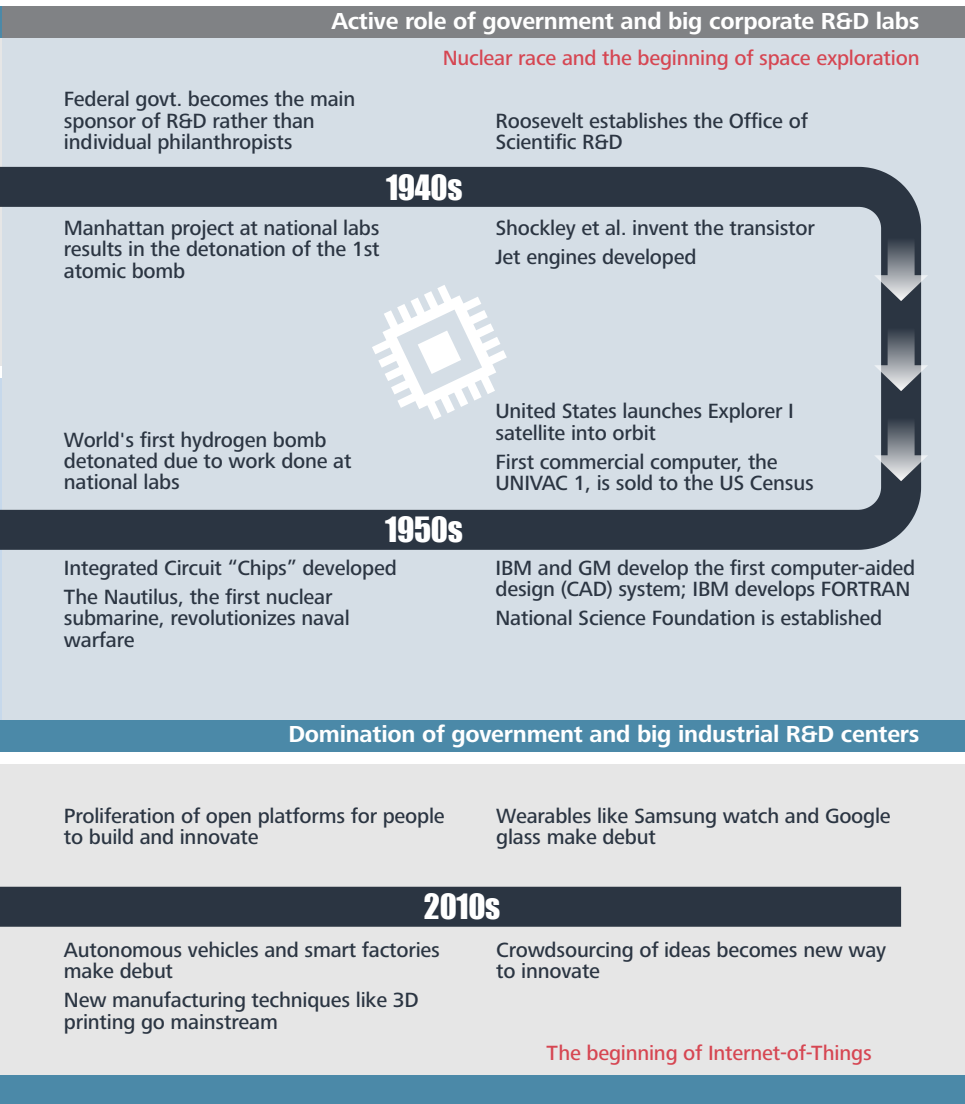 Active role of government and big corporate R&D labs
Nuclear race and the beginning of space exploration
Federal govt. becomes the main
sponsor of R&D rather than
individual philanthropists
Roosevelt establishes the Office of
Scientific R&D
1940s
Manhattan project at national labs
results in the detonation of the 1st
atomic bomb
Shockley et al. invent the transistor
Jet engines developed
World's first hydrogen bomb
detonated due to work done at
national labs
United States launches Explorer I
satellite into orbit
First commercial computer, the
UNIVAC 1, is sold to the US Census
1950s
Integrated Circuit “Chips” developed
The Nautilus, the first nuclear
submarine, revolutionizes naval
warfare
IBM and GM develop the first computer-aided
design (CAD) system; IBM develops FORTRAN
National Science Foundation is established
Domination of government and big industrial R&D centers
Proliferation of open platforms for people
to build and innovate
Wearables like Samsung watch and Google
glass make debut
2010s
Autonomous vehicles and smart factories
make debut
New manufacturing techniques like 3D
printing go mainstream
Crowdsourcing of ideas becomes new way
to innovate
The beginning of Internet-of-Things